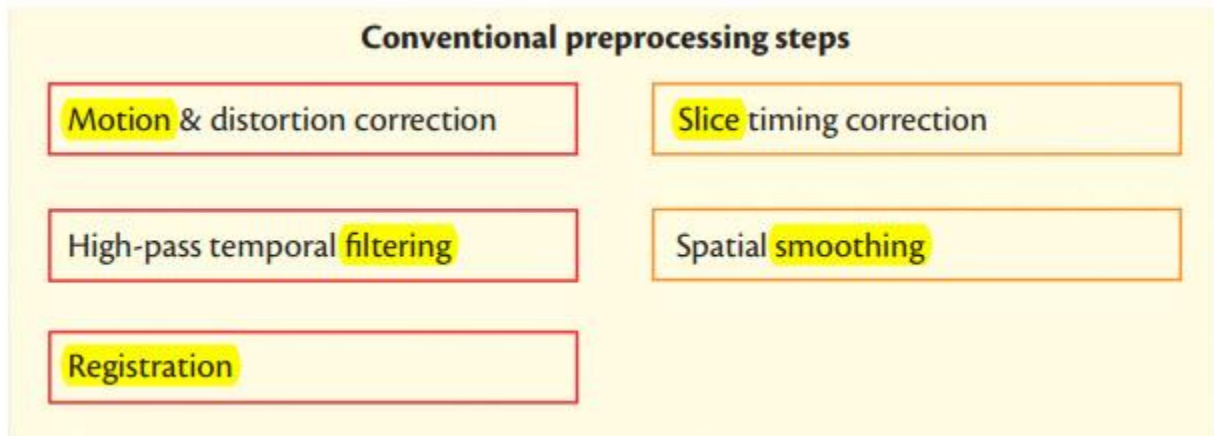 Conventional preprocessing steps
Motion & distortion correction
Slice timing correction
High-pass temporal filtering
Spatial smoothing
Registration